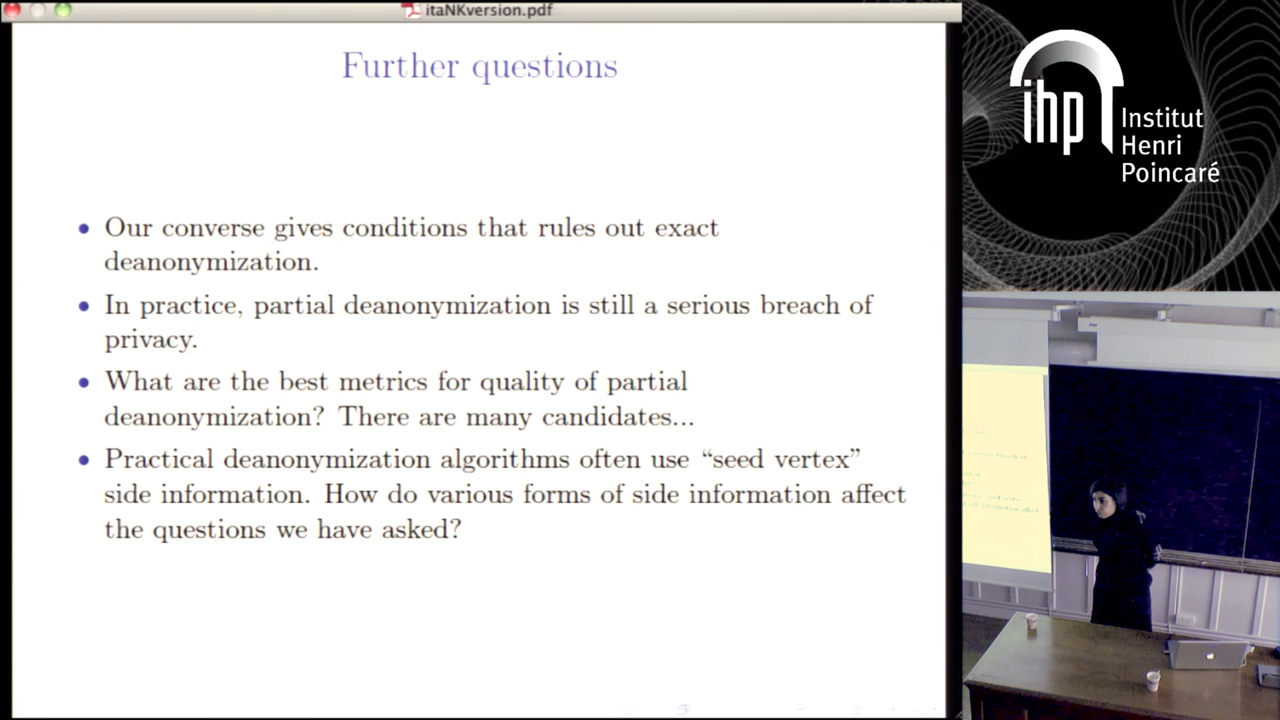 itaNKversion.pdf
Further questions
Our converse gives conditions that rules out exact
deanonymization.
In practice, partial deanonymization is still a serious breach of
privacy.
What are the best metrics for quality of partial
deanonymization? There are many candidates...
Practical deanonymization algorithms often use “seed vertex”
side information. How do various forms of side information affect
the questions we have asked?
ihp
Institut
Henri
Poincaré